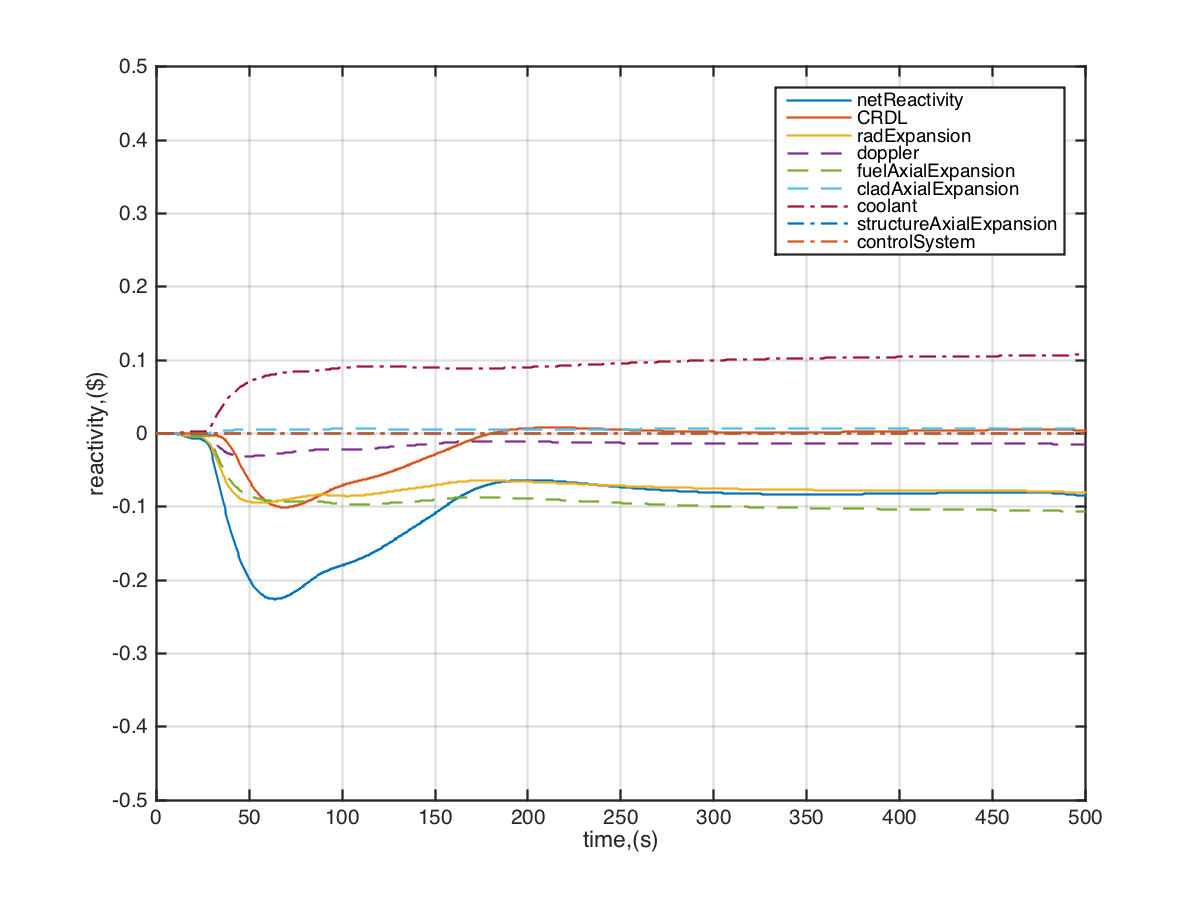 0.5
0.4
0.3
0.2
0.1
0
-0.1
-0.2
-0.3
-0.4
-0.5
reactivity,($)
netReactivity
CRDL
radExpansion
doppler
fuelAxialExpansion
cladAxialExpansion
coolant
structureAxialExpansion
controlSystem
0 50 100 150 200 250 300 350 400 450 500
time,(s)